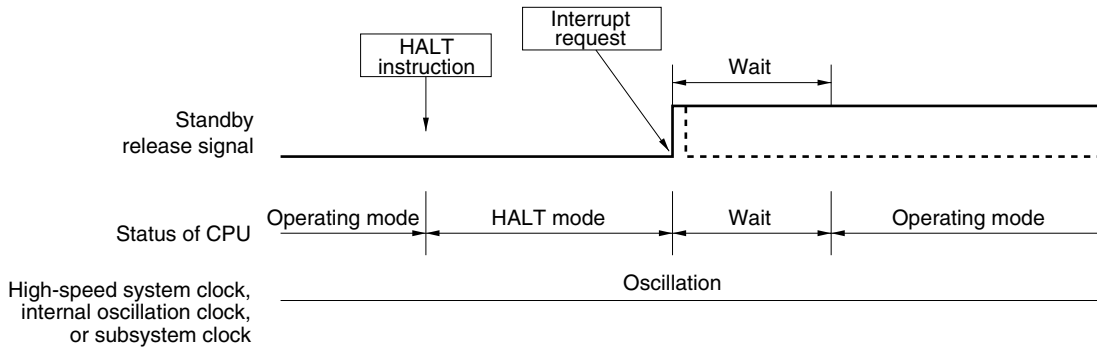 Interrupt
request
HALT
instruction
Wait
Standby
release signal
Operating mode
HALT mode
Wait
Operating mode
Status of CPU
Oscillation
High-speed system clock,
internal oscillation clock,
or subsystem clock